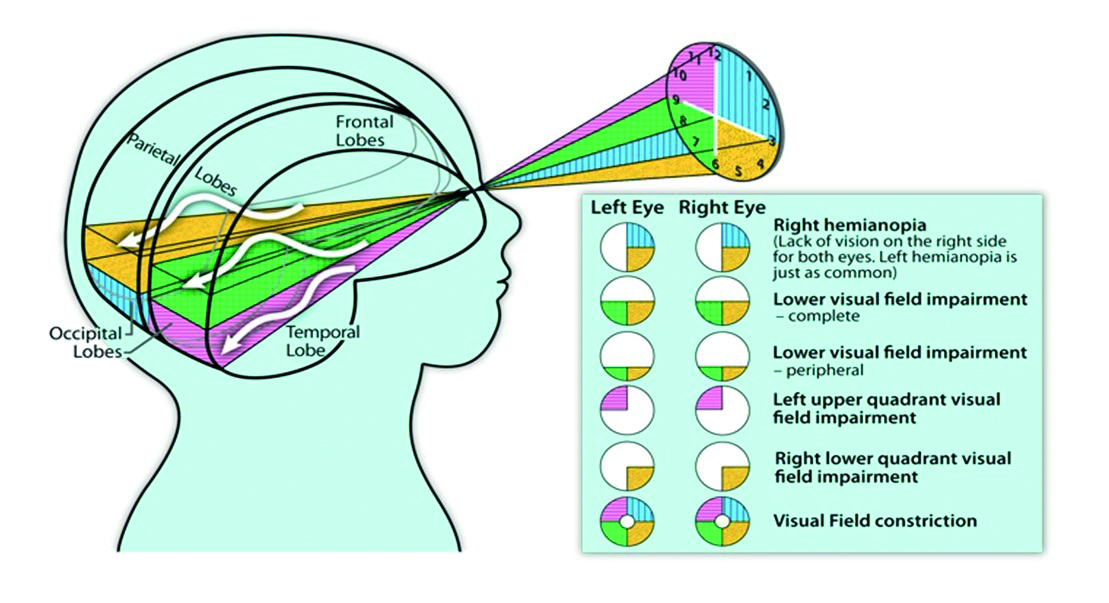 Frontal
Lobes
Parietal Lobes
Occipital
Lobes
Temporal
Lobe
12
1
2
3
4
5
6
7
8
9
10
11
Left Eye Right Eye
Right hemianopia
(Lack of vision on the right side
for both eyes. Left hemianopia is
just as common)
Lower visual field impairment
– complete
Lower visual field impairment
– peripheral
Left upper quadrant visual
field impairment
Right lower quadrant visual
field impairment
Visual Field constriction